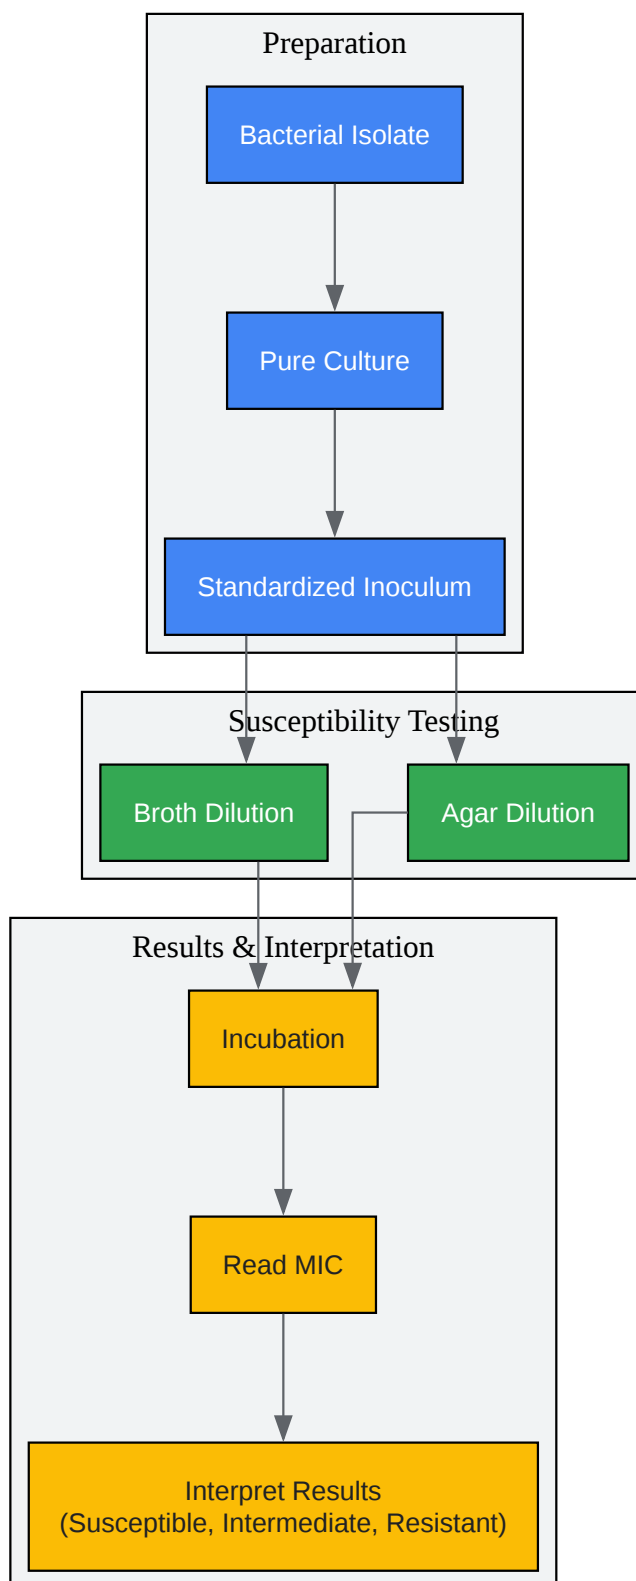 Preparation
Bacterial Isolate
Pure Culture
Standardized Inoculum
Susceptibility Testing
Broth Dilution
Agar Dilution
Results & Interpretation
Incubation
Read MIC
Interpret Results
(Susceptible, Intermediate, Resistant)